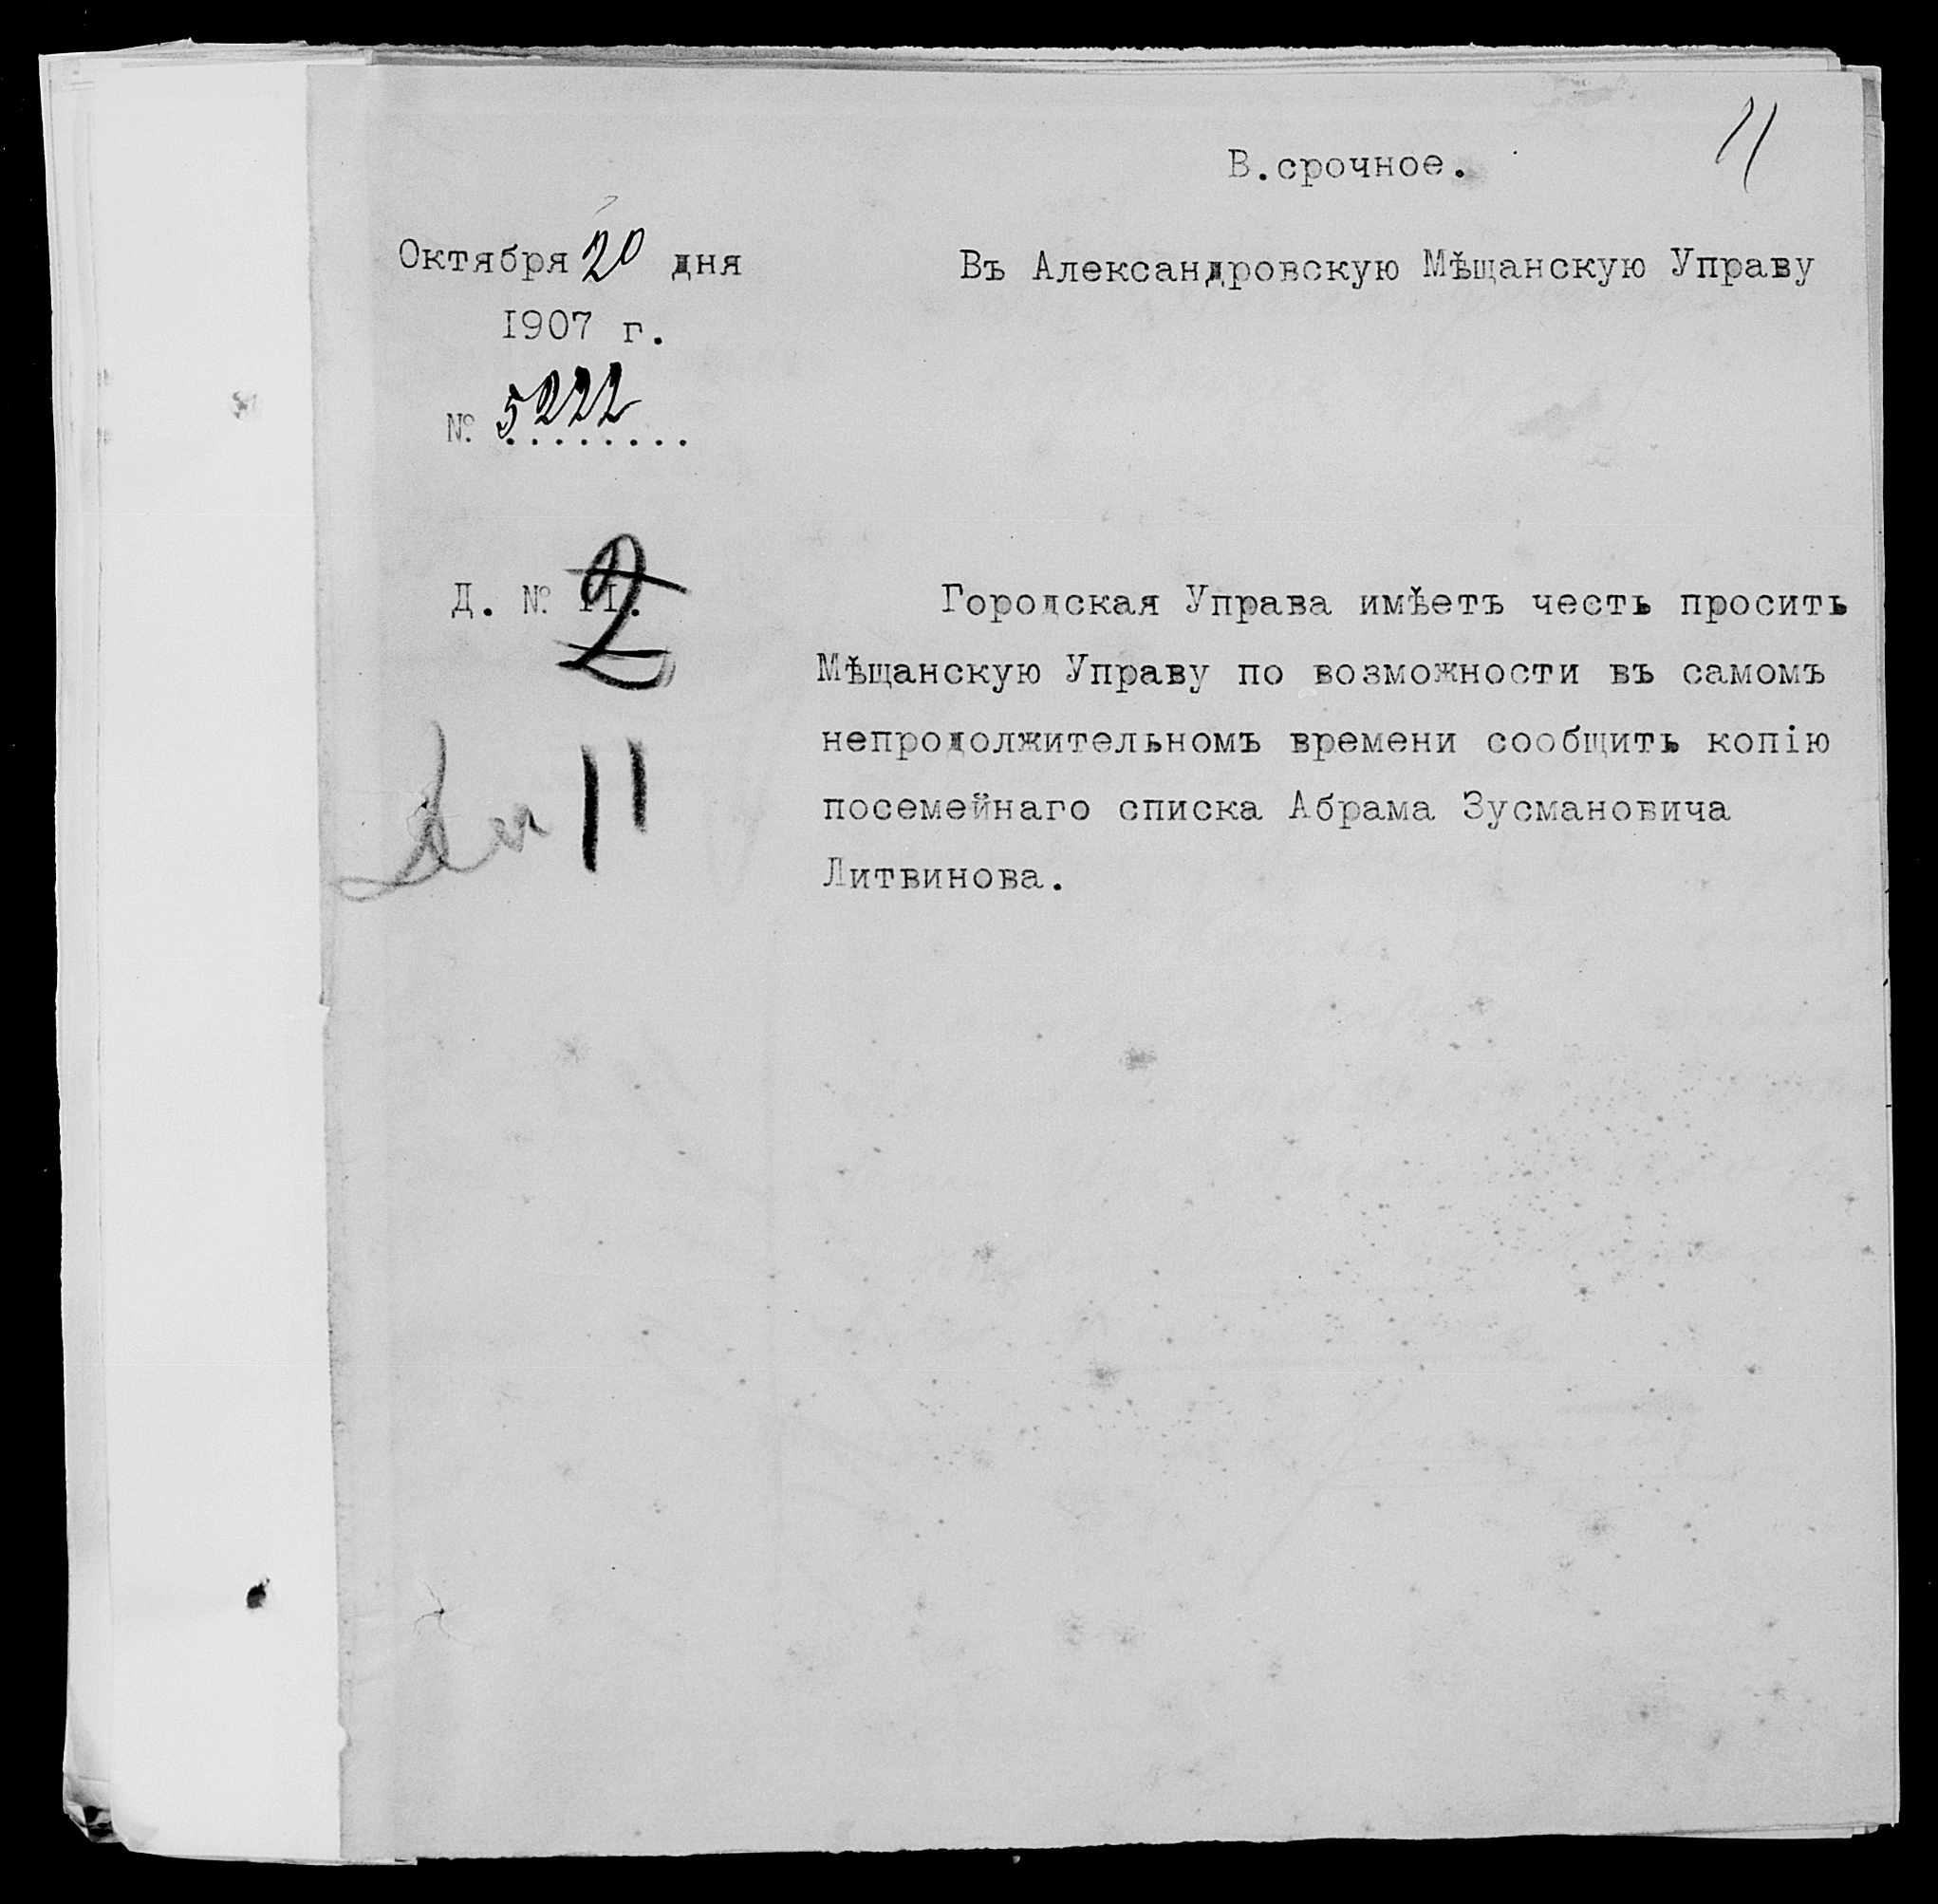 В.срочное.
11
Октября 20 дня
1907 г.
№ 5222
Въ Александровскую Мѣщанскую Управу
Д. № 11.
2
11
Городская Управа имѣетъ честь просить
Мѣщанскую Управу по возможности въ самомъ
непродолжительномъ времени сообщить копію
посемейнаго списка Абрама Зусмановича
Литвинова.